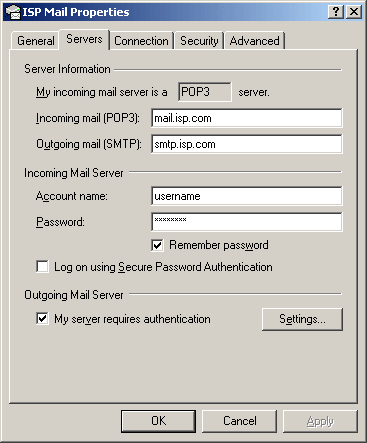 ISP Mail Properties
General Servers Connection Security Advanced
Server Information
My incoming mail server is a POP3 server.
Incoming mail (POP3): mail.isp.com
Outgoing mail (SMTP): smtp.isp.com
Incoming Mail Server
Account name: username
Password: ********
Remember password
Log on using Secure Password Authentication
Outgoing Mail Server
My server requires authentication Settings...
OK Cancel Apply